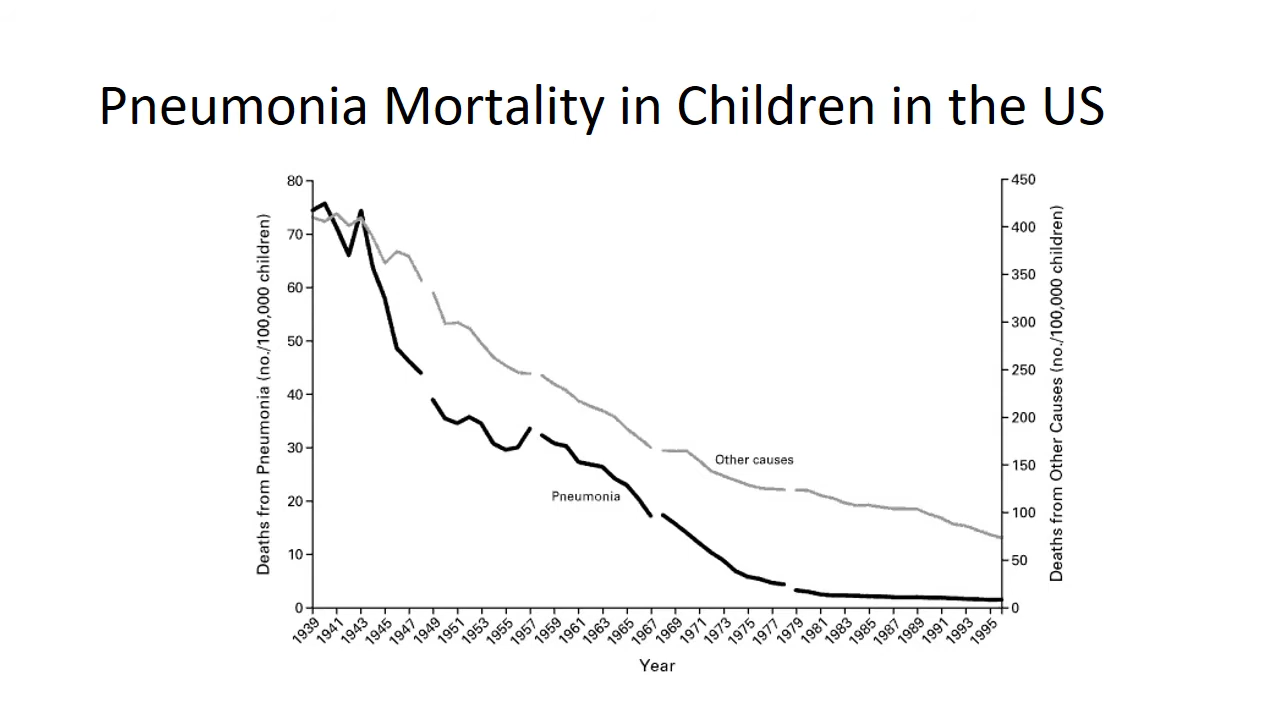 Pneumonia Mortality in Children in the US
80
70
60
50
40
30
20
10
0
Deaths from Pneumonia (no./100,000 children)
450
400
350
300
250
200
150
100
50
0
Deaths from Other Causes (no./100,000 children)
Other causes
Pneumonia
1939 1941 1943 1945 1947 1949 1951 1953 1955 1957 1959 1961 1963 1965 1967 1969 1971 1973 1975 1977 1979 1981 1983 1985 1987 1989 1991 1993 1995
Year